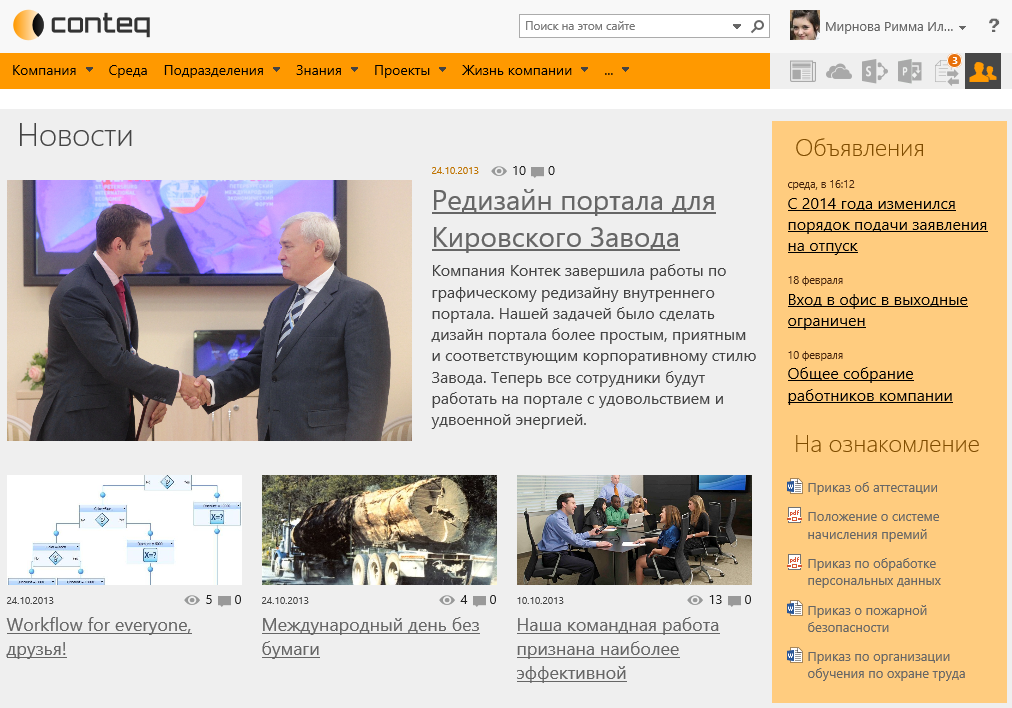 conteq
Поиск на этом сайте
Мирнова Римма Ил...
?
Компания
Среда
Подразделения
Знания
Проекты
Жизнь компании
...
3
Новости
24.10.2013 10 0
Редизайн портала для
Кировского Завода
Компания Контек завершила работы по
графическому редизайну внутреннего
портала. Нашей задачей было сделать
дизайн портала более простым, приятным
и соответствующим корпоративному стилю
Завода. Теперь все сотрудники будут
работать на портале с удовольствием и
удвоенной энергией.
24.10.2013 5 0
Workflow for everyone,
друзья!
24.10.2013 4 0
Международный день без
бумаги
10.10.2013 13 0
Наша командная работа
признана наиболее
эффективной
Объявления
среда, в 16:12
С 2014 года изменился
порядок подачи заявления
на отпуск
18 февраля
Вход в офис в выходные
ограничен
10 февраля
Общее собрание
работников компании
На ознакомление
Приказ об аттестации
Положение о системе
начисления премий
Приказ по обработке
персональных данных
Приказ о пожарной
безопасности
Приказ по организации
обучения по охране труда